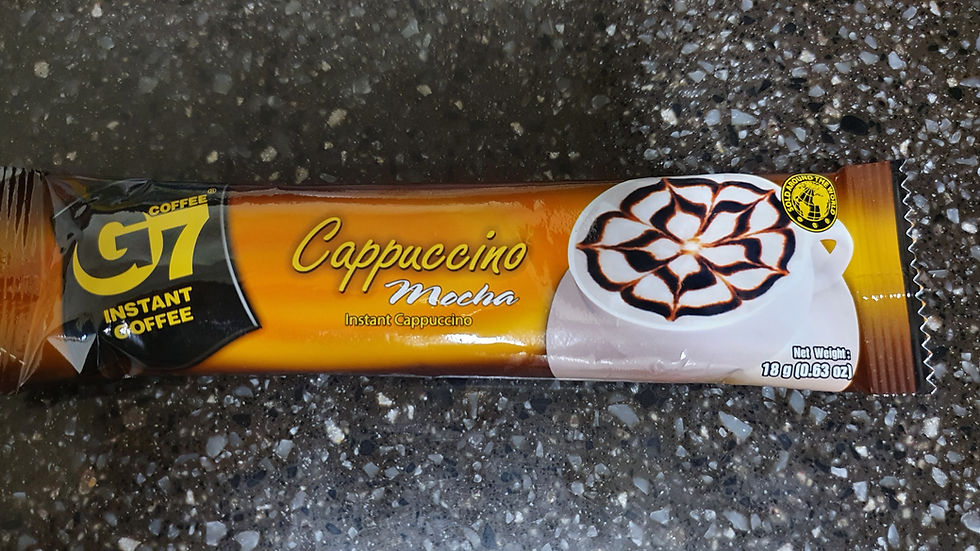 COFFEE®
G7
INSTANT
COFFEE
Cappuccino
Mocha
Instant Cappuccino
SOLD AROUND THE WORLD
Net Weight:
18 g (0.63 oz)